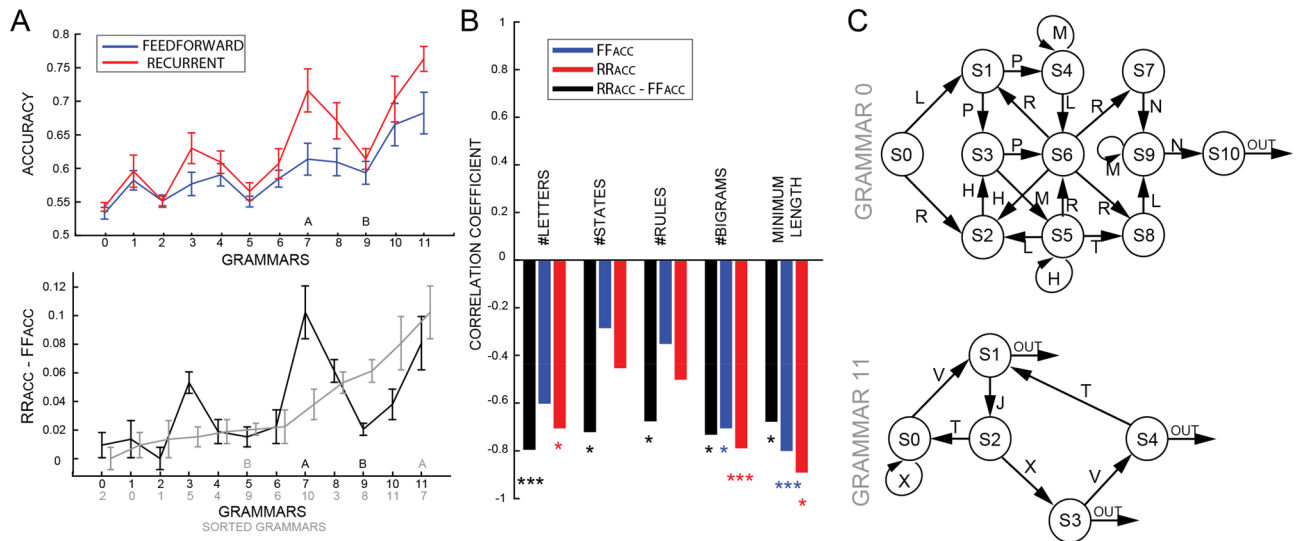 A
FEEDFORWARD
RECURRENT
ACCURACY
0.8
0.75
0.7
0.65
0.6
0.55
0.5
A B
0 1 2 3 4 5 6 7 8 9 10 11
GRAMMARS
RRACC - FFACC
0.12
0.1
0.08
0.06
0.04
0.02
0
B A B A
0 1 2 3 4 5 6 7 8 9 10 11
2 0 1 5 4 9 6 10 3 8 11 7
GRAMMARS
SORTED GRAMMARS
B
FFACC
RRACC
RRACC - FFACC
CORRELATION COEFFICIENT
1
0.8
0.6
0.4
0.2
0
-0.2
-0.4
-0.6
-0.8
-1
#LETTERS
#STATES
#RULES
#BIGRAMS
MINIMUM
LENGTH
* * * * * ***
*** *** *
C
GRAMMAR 0
M
S1 P S4 S7
L P R L R N
S0 S3 P S6 S9 N S10 OUT
M
R H H M R R L
S2 L S5 T S8
H
GRAMMAR 11
S1 OUT
V J T
S0 T S2 S4 OUT
X X V
S3 OUT